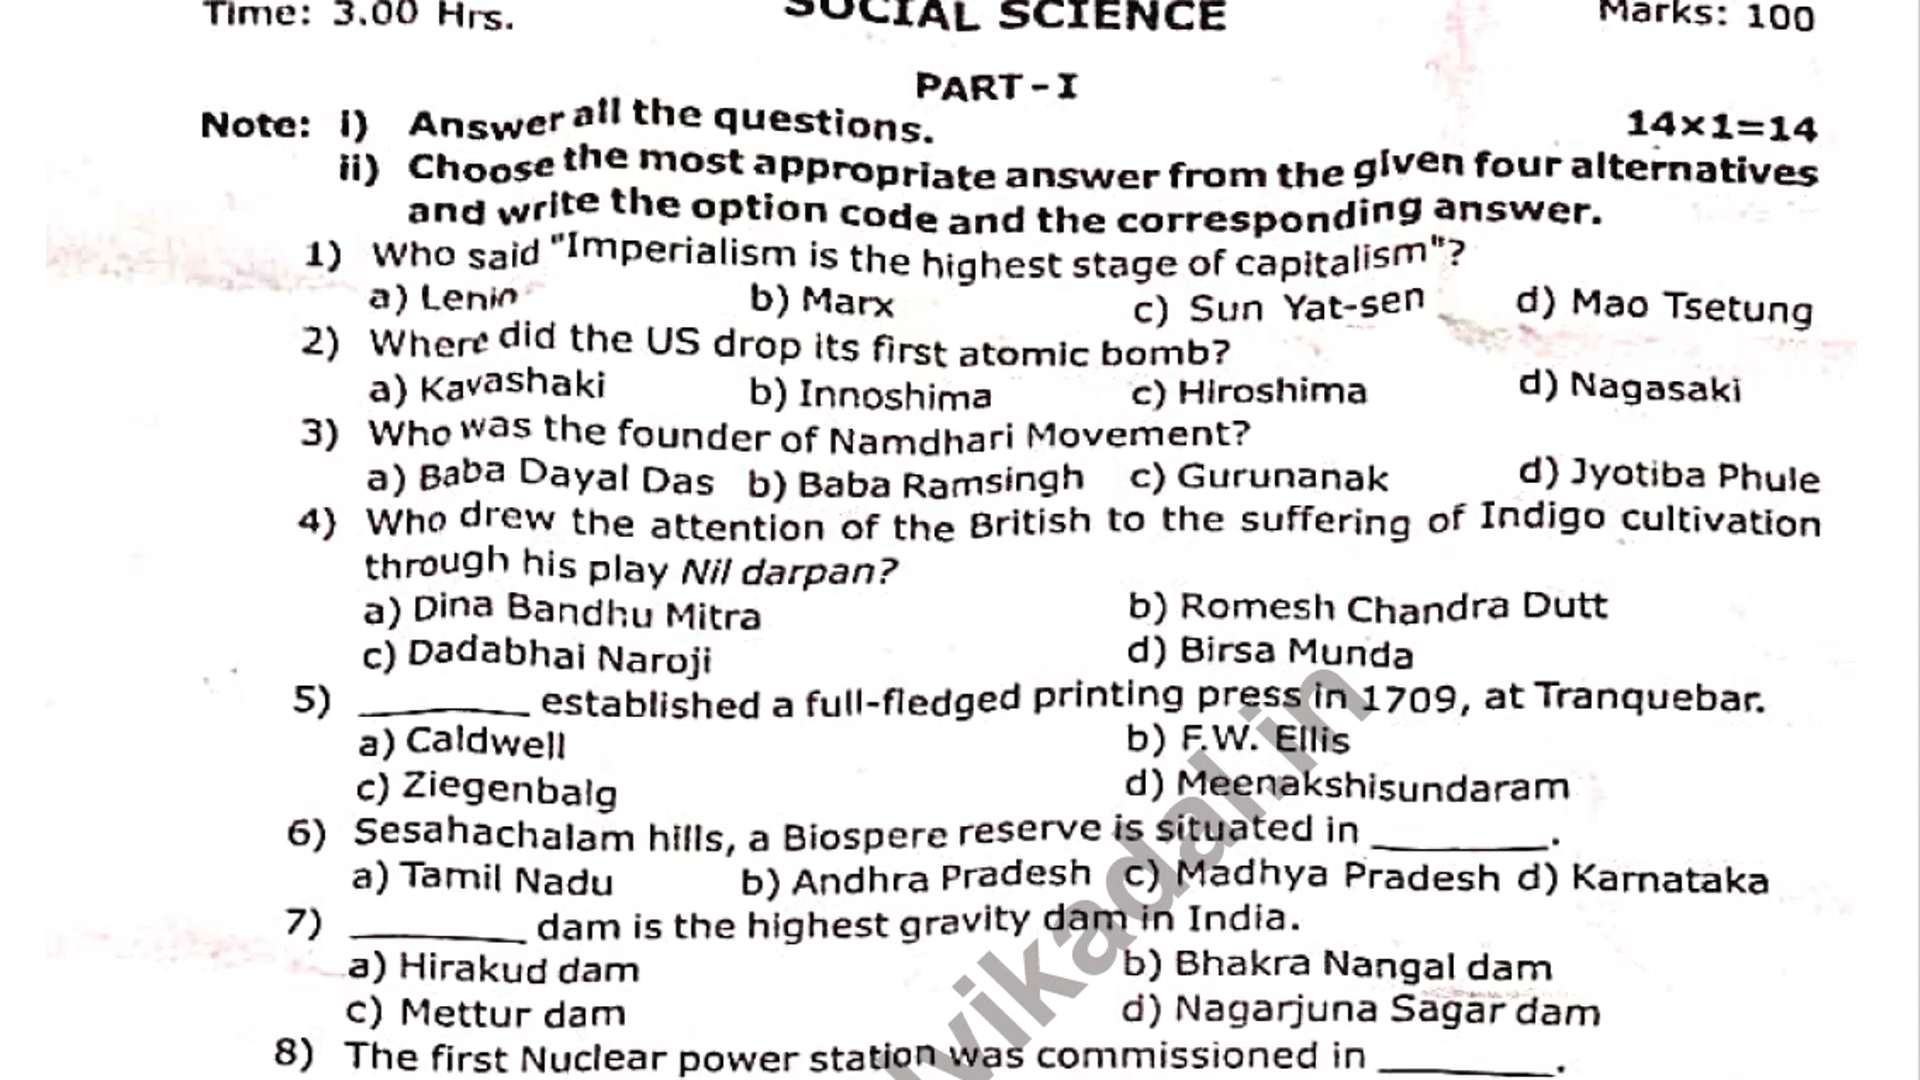 Time: 3.00 Hrs. SOCIAL SCIENCE Marks: 100
PART - I
Note: i) Answer all the questions. 14x1=14
ii) Choose the most appropriate answer from the given four alternatives
and write the option code and the corresponding answer.
1) Who said "Imperialism is the highest stage of capitalism"?
a) Lenin b) Marx c) Sun Yat-sen d) Mao Tsetung
2) Where did the US drop its first atomic bomb?
a) Kavashaki b) Innoshima c) Hiroshima d) Nagasaki
3) Who was the founder of Namdhari Movement?
a) Baba Dayal Das b) Baba Ramsingh c) Gurunanak d) Jyotiba Phule
4) Who drew the attention of the British to the suffering of Indigo cultivation
through his play Nil darpan?
a) Dina Bandhu Mitra b) Romesh Chandra Dutt
c) Dadabhai Naroji d) Birsa Munda
5) ________ established a full-fledged printing press in 1709, at Tranquebar.
a) Caldwell b) F.W. Ellis
c) Ziegenbalg d) Meenakshisundaram
6) Sesahachalam hills, a Biospere reserve is situated in ________.
a) Tamil Nadu b) Andhra Pradesh c) Madhya Pradesh d) Karnataka
7) ________ dam is the highest gravity dam in India.
a) Hirakud dam b) Bhakra Nangal dam
c) Mettur dam d) Nagarjuna Sagar dam
8) The first Nuclear power station was commissioned in ________.